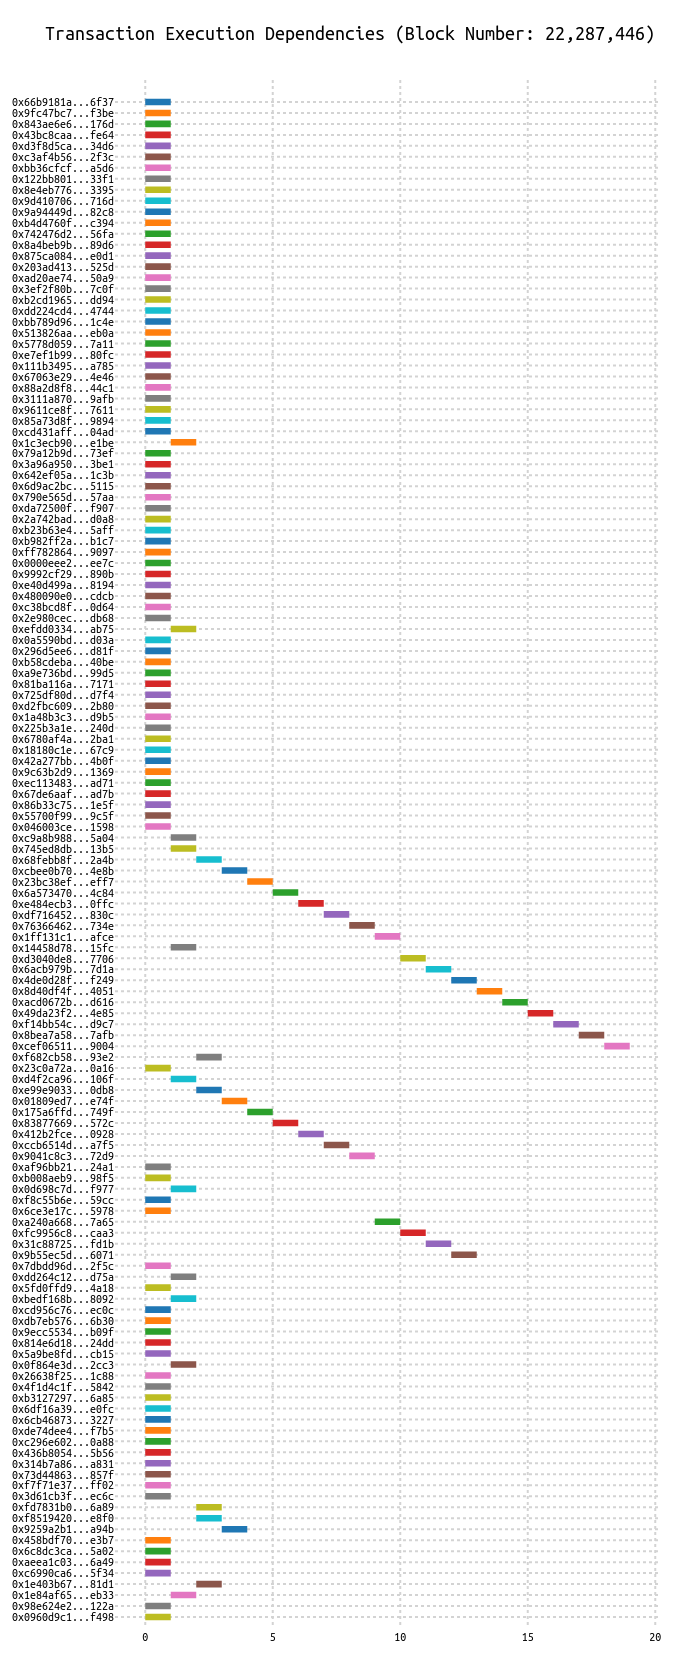 Transaction Execution Dependencies (Block Number: 22,287,446)
0x66b9181a...6f37
0x9fc47bc7...f3be
0x843ae6e6...176d
0x43bc8caa...fe64
0xd3f8d5ca...34d6
0xc3af4b56...2f3c
0xbb36cfcf...a5d6
0x122bb801...33f1
0x8e4eb776...3395
0x9d410706...716d
0x9a94449d...82c8
0xb4d4760f...c394
0x742476d2...56fa
0x8a4beb9b...89d6
0x875ca084...e0d1
0x203ad413...525d
0xad20ae74...50a9
0x3ef2f80b...7c0f
0xb2cd1965...dd94
0xdd224cd4...4744
0xbb789d96...1c4e
0x513826aa...eb0a
0x5778d059...7a11
0xe7ef1b99...80fc
0x111b3495...a785
0x67063e29...4e46
0x88a2d8f8...44c1
0x3111a870...9afb
0x9611ce8f...7611
0x85a73d8f...9894
0xcd431aff...04ad
0x1c3ecb90...e1be
0x79a12b9d...73ef
0x3a96a950...3be1
0x642ef05a...1c3b
0x6d9ac2bc...5115
0x790e565d...57aa
0xda72500f...f907
0x2a742bad...d0a8
0xb23b63e4...5aff
0xb982ff2a...b1c7
0xff782864...9097
0x0000eee2...ee7c
0x9992cf29...890b
0xe40d499a...8194
0x480090e0...cdcb
0xc38bcd8f...0d64
0x2e980cec...db68
0xefdd0334...ab75
0x0a5590bd...d03a
0x296d5ee6...d81f
0xb58cdeba...40be
0xa9e736bd...99d5
0x81ba116a...7171
0x725df80d...d7f4
0xd2fbc609...2b80
0x1a48b3c3...d9b5
0x225b3a1e...240d
0x6780af4a...2ba1
0x18180c1e...67c9
0x42a277bb...4b0f
0x9c63b2d9...1369
0xec113483...ad71
0x67de6aaf...ad7b
0x86b33c75...1e5f
0x55700f99...9c5f
0x046003ce...1598
0xc9a8b988...5a04
0x745ed8db...13b5
0x68febb8f...2a4b
0xcbee0b70...4e8b
0x23bc38ef...eff7
0x6a573470...4c84
0xe484ecb3...0ffc
0xdf716452...830c
0x76366462...734e
0x1ff131c1...afce
0x14458d78...15fc
0xd3040de8...7706
0x6acb979b...7d1a
0x4de0d28f...f249
0x8d40df4f...4051
0xacd0672b...d616
0x49da23f2...4e85
0xf14bb54c...d9c7
0x8bea7a58...7afb
0xcef06511...9004
0xf682cb58...93e2
0x23c0a72a...0a16
0xd4f2ca96...106f
0xe99e9033...0db8
0x01809ed7...e74f
0x175a6ffd...749f
0x83877669...572c
0x412b2fce...0928
0xccb6514d...a7f5
0x9041c8c3...72d9
0xaf96bb21...24a1
0xb008aeb9...98f5
0x0d698c7d...f977
0xf8c55b6e...59cc
0x6ce3e17c...5978
0xa240a668...7a65
0xfc9956c8...caa3
0x31c88725...fd1b
0x9b55ec5d...6071
0x7dbdd96d...2f5c
0xdd264c12...d75a
0x5fd0ffd9...4a18
0xbedf168b...8092
0xcd956c76...ec0c
0xdb7eb576...6b30
0x9ecc5534...b09f
0x814e6d18...24dd
0x5a9be8fd...cb15
0x0f864e3d...2cc3
0x26638f25...1c88
0x4f1d4c1f...5842
0xb3127297...6a85
0x6df16a39...e0fc
0x6cb46873...3227
0xde74dee4...f7b5
0xc296e602...0a88
0x436b8054...5b56
0x314b7a86...a831
0x73d44863...857f
0xf7f71e37...ff02
0x3d61cb3f...ec6c
0xfd7831b0...6a89
0xf8519420...e8f0
0x9259a2b1...a94b
0x458bdf70...e3b7
0x6c8dc3ca...5a02
0xaeea1c03...6a49
0xc6990ca6...5f34
0x1e403b67...81d1
0x1e84af65...eb33
0x98e624e2...122a
0x0960d9c1...f498
0 5 10 15 20